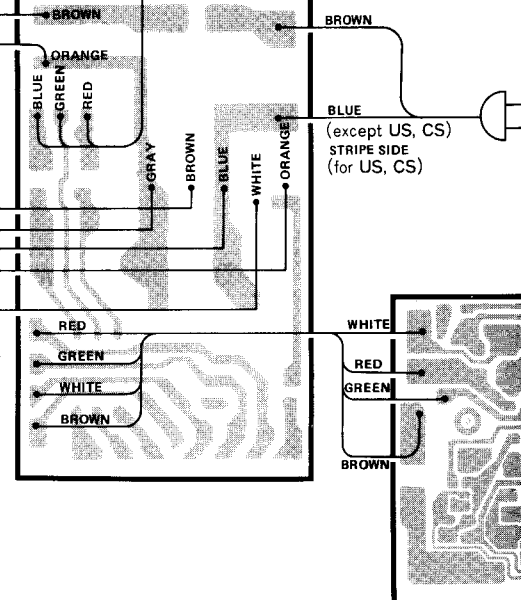 BROWN
BROWN
ORANGE
BLUE
GREEN
RED
BLUE
(except US, CS)
STRIPE SIDE
(for US, CS)
GRAY
BROWN
BLUE
WHITE
ORANGE
RED
GREEN
WHITE
BROWN
WHITE
RED
GREEN
BROWN